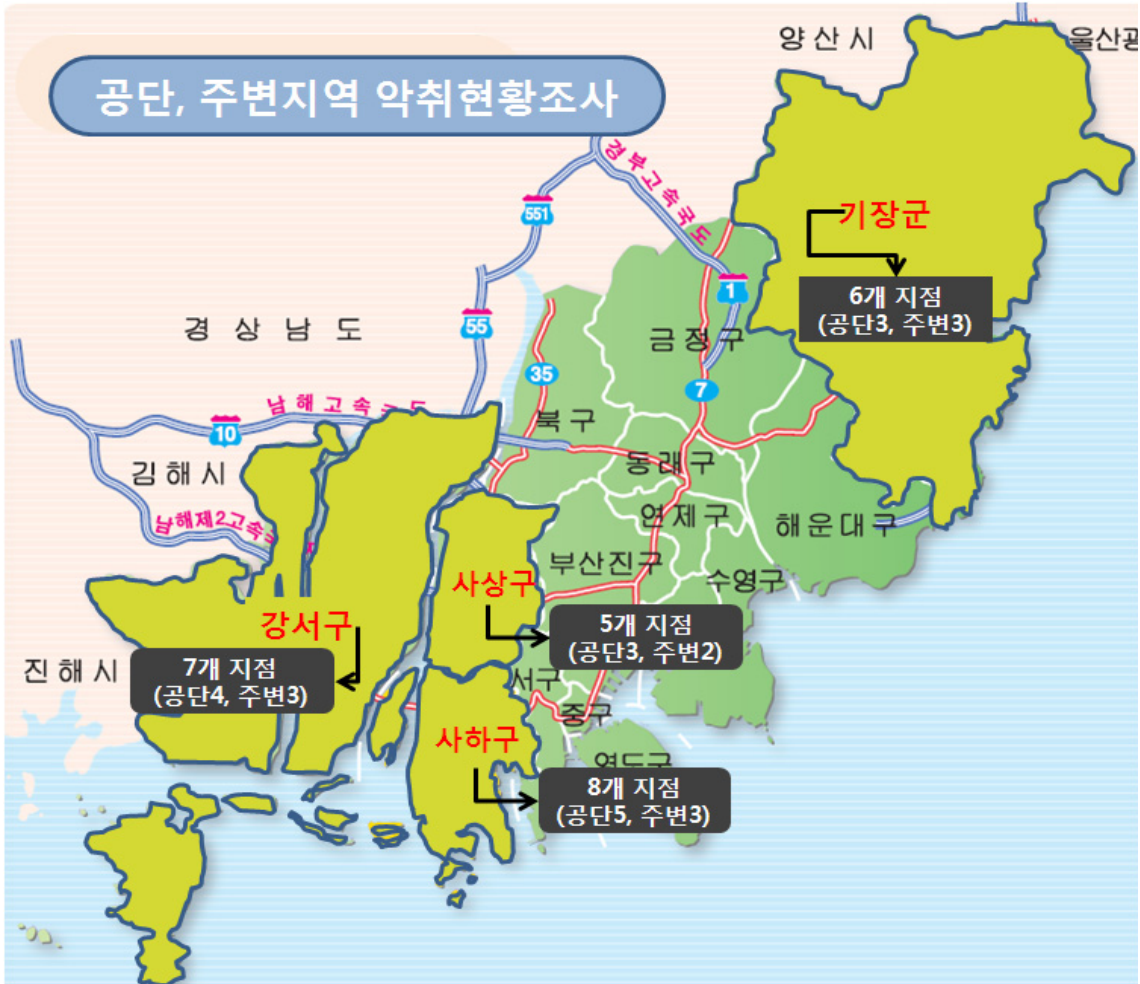 양산시
울산광
공단, 주변지역 악취현황조사
경부고속국도
551
기장군
1
6개 지점
(공단3, 주변3)
55
경상남도
금정구
35
7
남해고속
10
북구
김해시
동래구
연제구
남해제2고속
해운대구
부산진구
수영구
사상구
강서구
5개 지점
(공단3, 주변2)
진해시
7개 지점
(공단4, 주변3)
서구
중구
사하구
영도구
8개 지점
(공단5, 주변3)